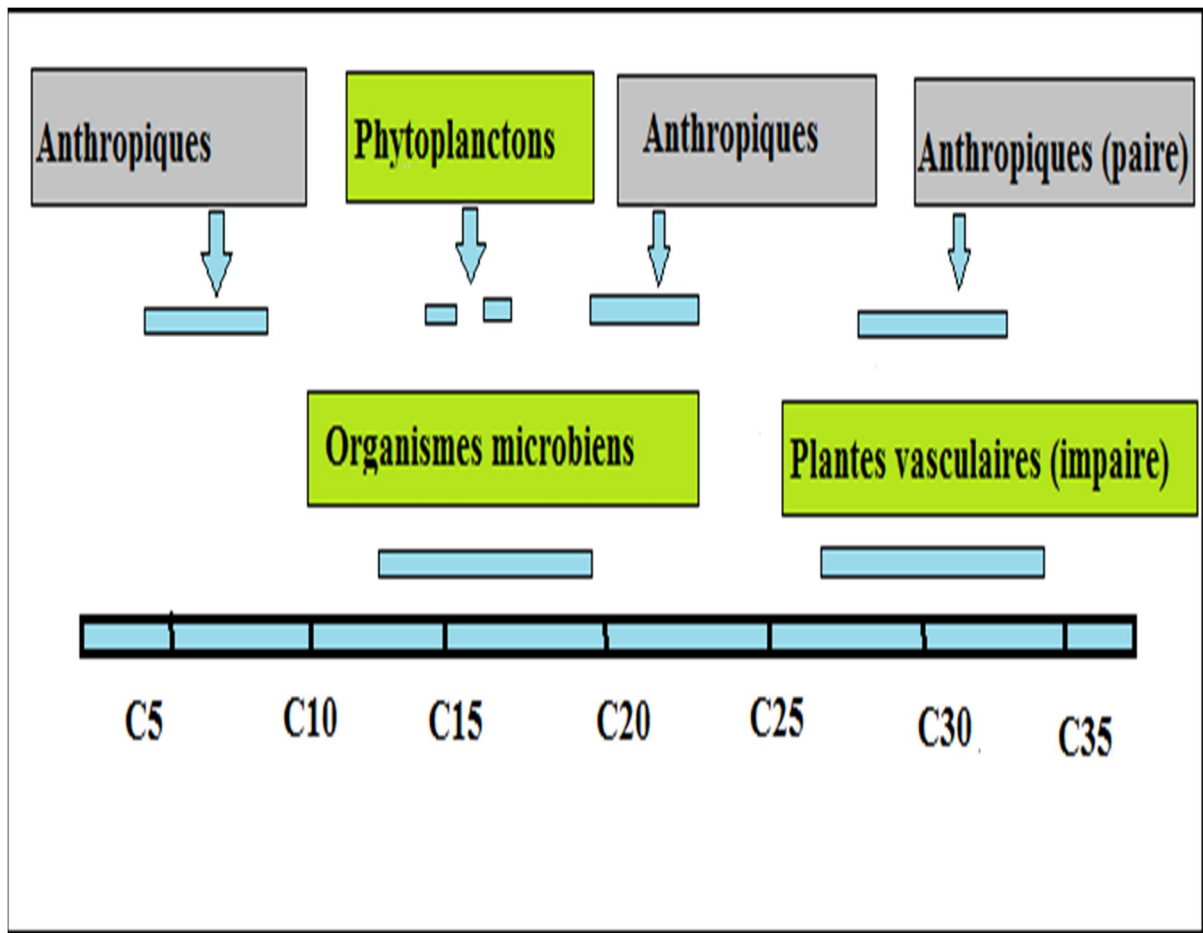 Anthropiques
Phytoplanctons
Anthropiques
Anthropiques (paire)
Organismes microbiens
Plantes vasculaires (impaire)
C5
C10
C15
C20
C25
C30
C35